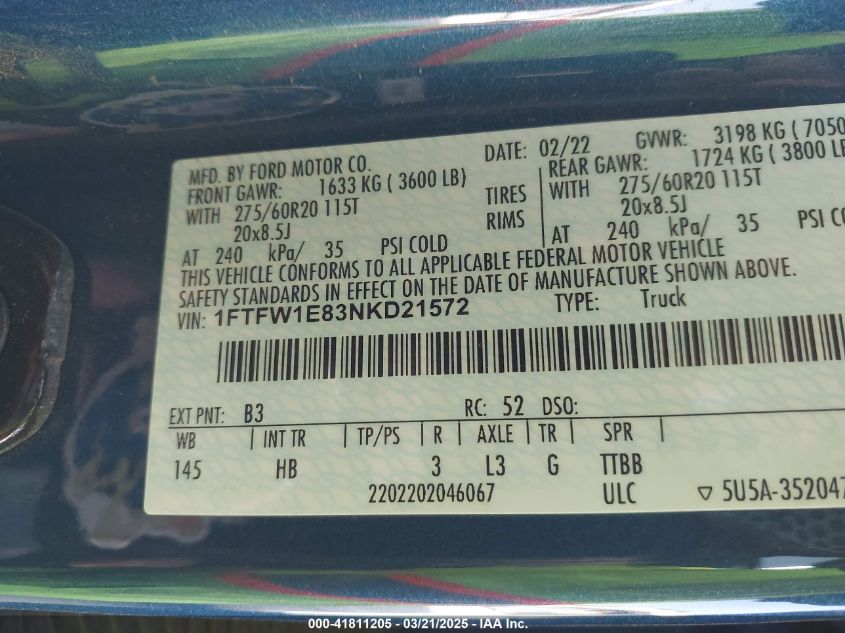 MFD. BY FORD MOTOR CO. DATE: 02/22 GVWR: 3198 KG ( 7050
FRONT GAWR: 1633 KG ( 3600 LB) REAR GAWR: 1724 KG ( 3800 LB
WITH 275/60R20 115T TIRES WITH 275/60R20 115T
20x8.5J RIMS 20x8.5J
AT 240 kPa/ 35 PSI COLD AT 240 kPa/ 35 PSI CO
THIS VEHICLE CONFORMS TO ALL APPLICABLE FEDERAL MOTOR VEHICLE
SAFETY STANDARDS IN EFFECT ON THE DATE OF MANUFACTURE SHOWN ABOVE.
VIN: 1FTFW1E83NKD21572 TYPE: Truck
EXT PNT: B3 RC: 52 DSO:
WB | INT TR | TP/PS | R | AXLE | TR | SPR |
145 HB 3 L3 G TTBB
2202202046067 ULC ▽ 5U5A-352047
000-41811205 - 03/21/2025 - IAAI.COM